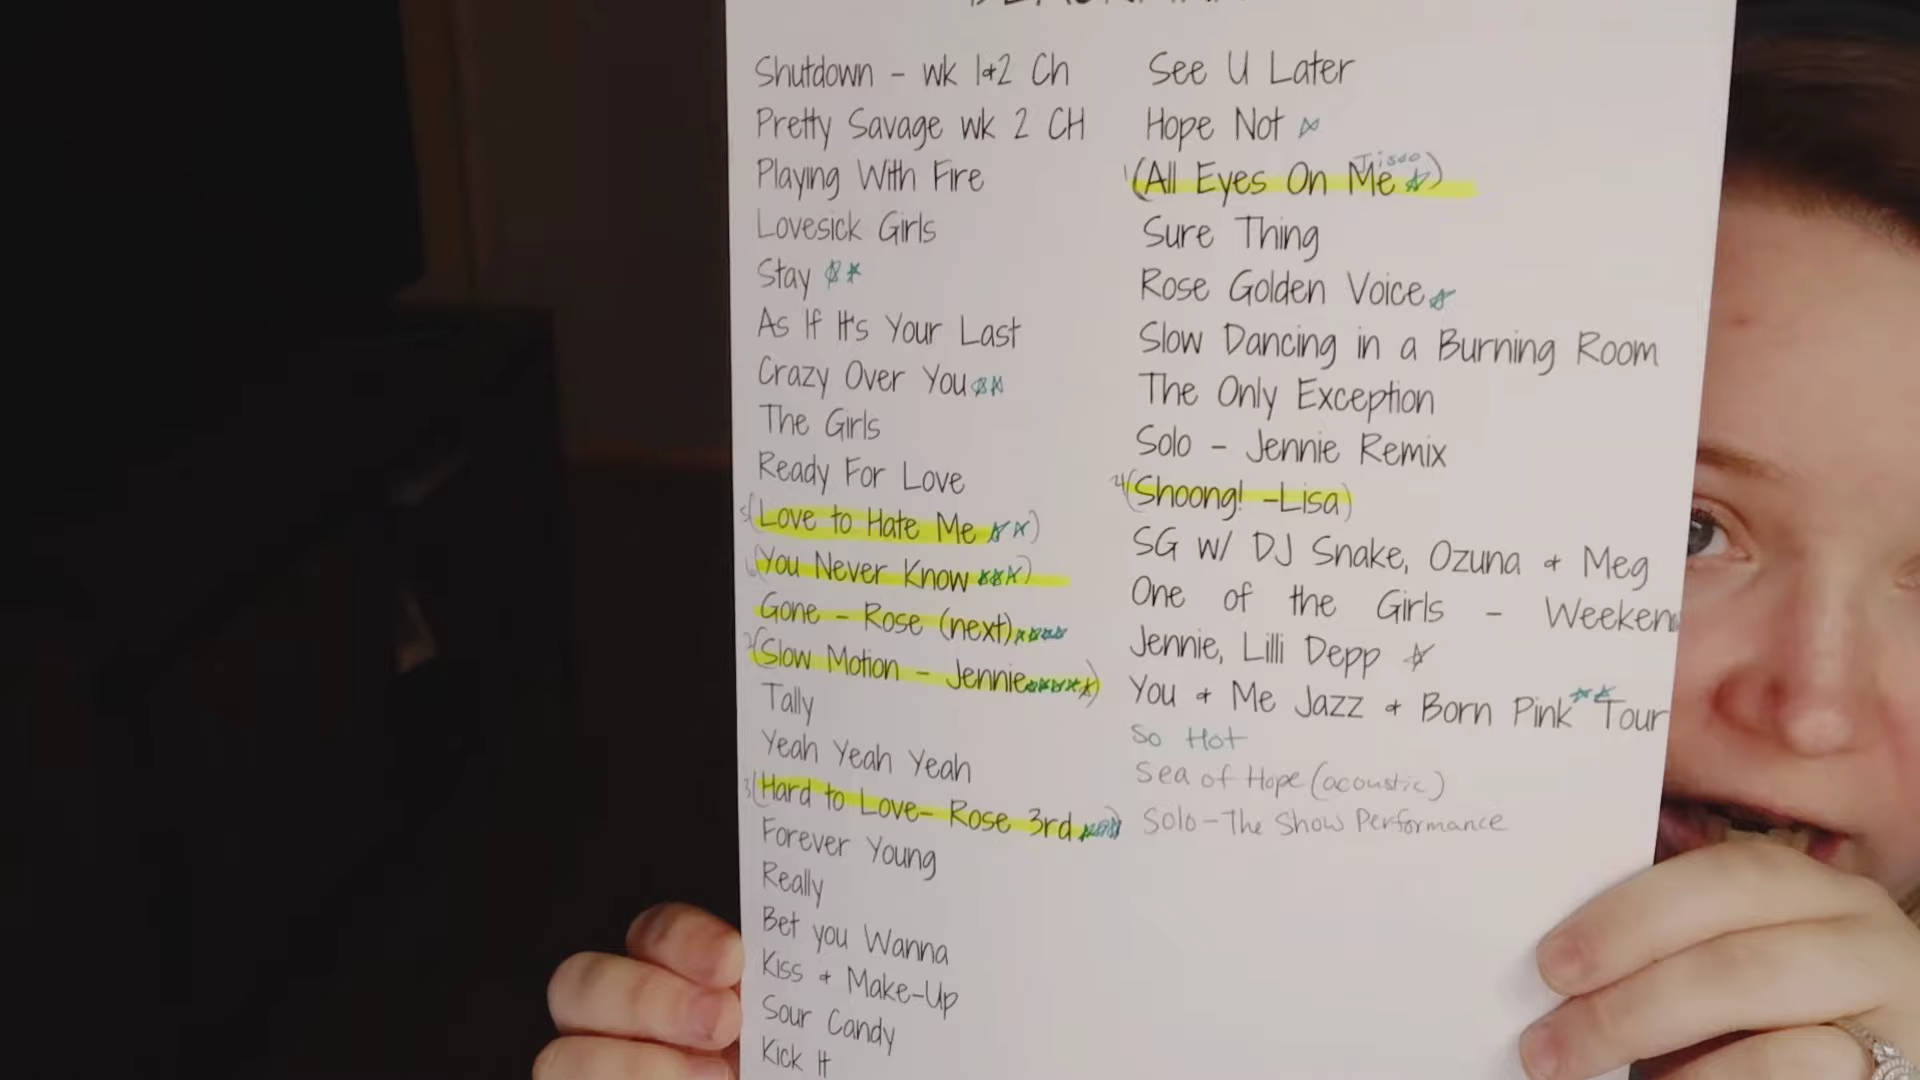 Shutdown - wk 1+2 Ch
Pretty Savage wk 2 CH
Playing With Fire
Lovesick Girls
Stay
As If It's Your Last
Crazy Over You
The Girls
Ready For Love
5(Love to Hate Me)
(You Never Know)
Gone - Rose (next)
2(Slow Motion - Jennie)
Tally
Yeah Yeah Yeah
3(Hard to Love- Rose 3rd)
Forever Young
Really
Bet you Wanna
Kiss + Make-Up
Sour Candy
Kick It
See U Later
Hope Not
Jisoo
1(All Eyes On Me)
Sure Thing
Rose Golden Voice
Slow Dancing in a Burning Room
The Only Exception
Solo - Jennie Remix
4(Shoong! -Lisa)
SG w/ DJ Snake, Ozuna + Meg
One of the Girls - Weeken
Jennie, Lilli Depp
You + Me Jazz + Born Pink Tour
So Hot
Sea of Hope (acoustic)
Solo - The Show Performance